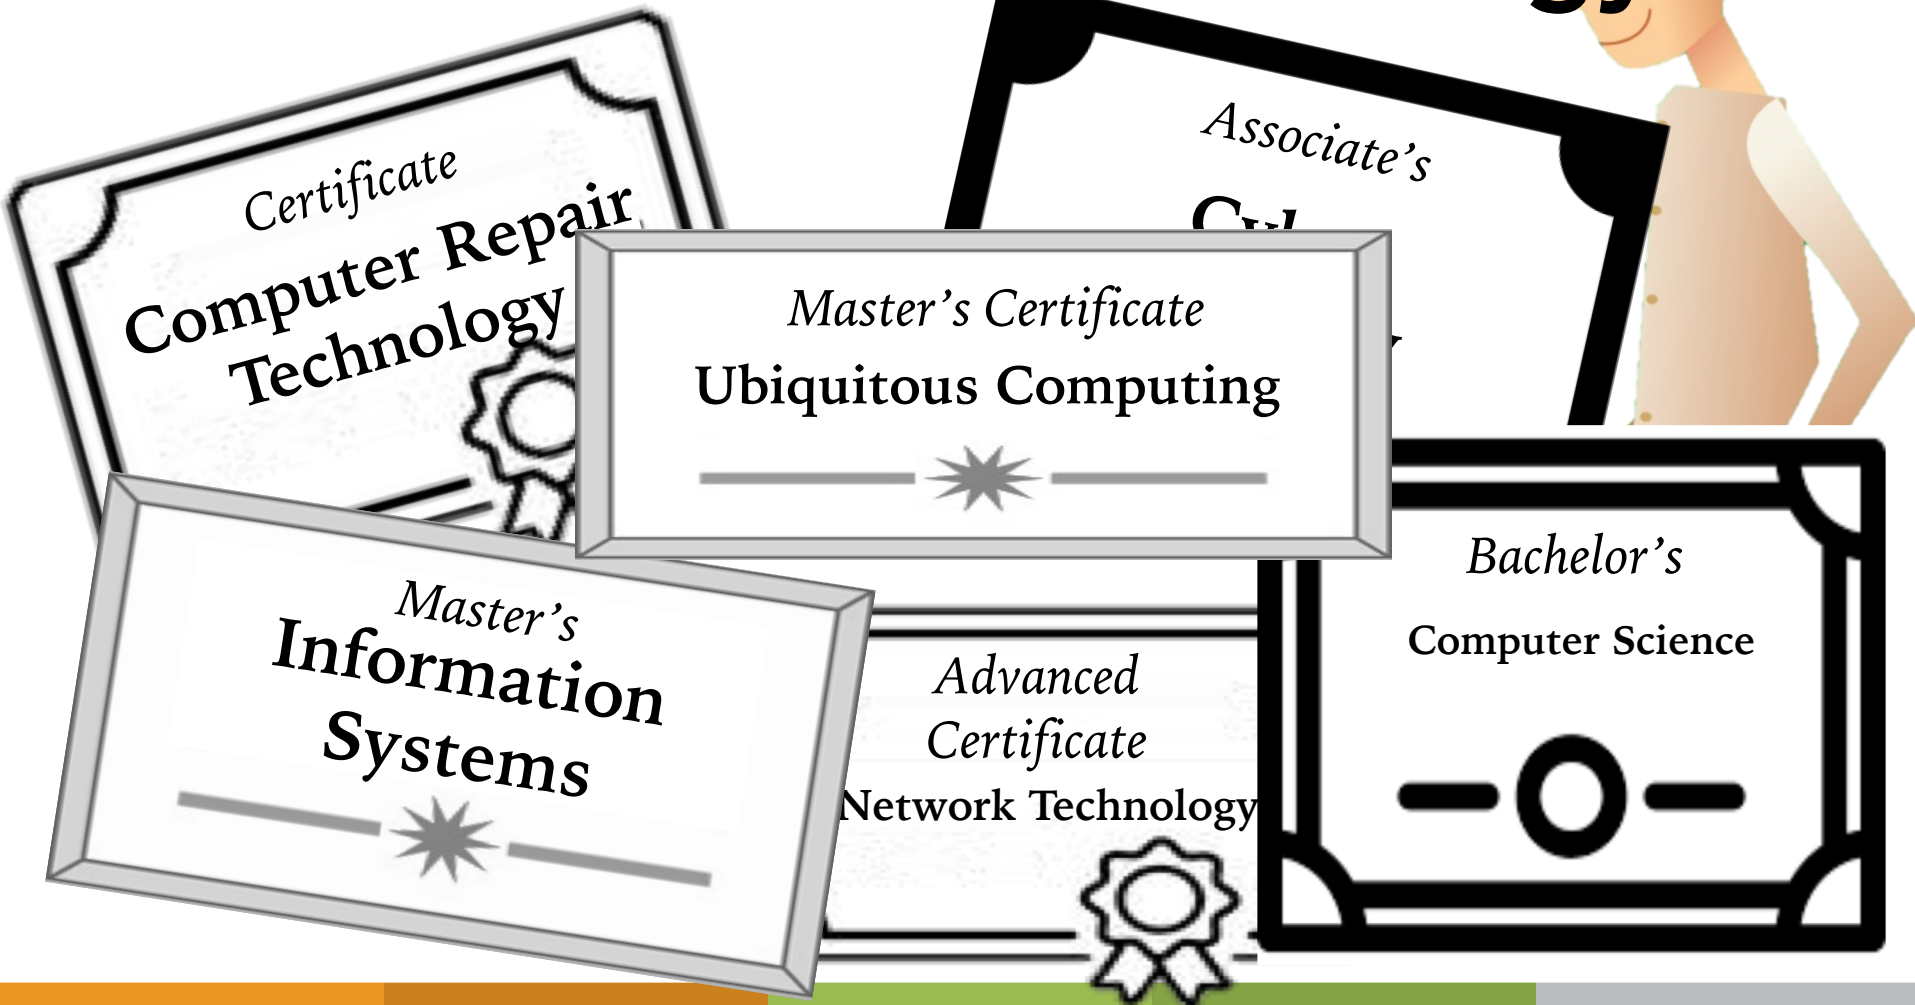 Certificate
Computer Repair
Technology
Associate's
Master's Certificate
Ubiquitous Computing
Master's
Information
Systems
Advanced
Certificate
Network Technology
Bachelor's
Computer Science